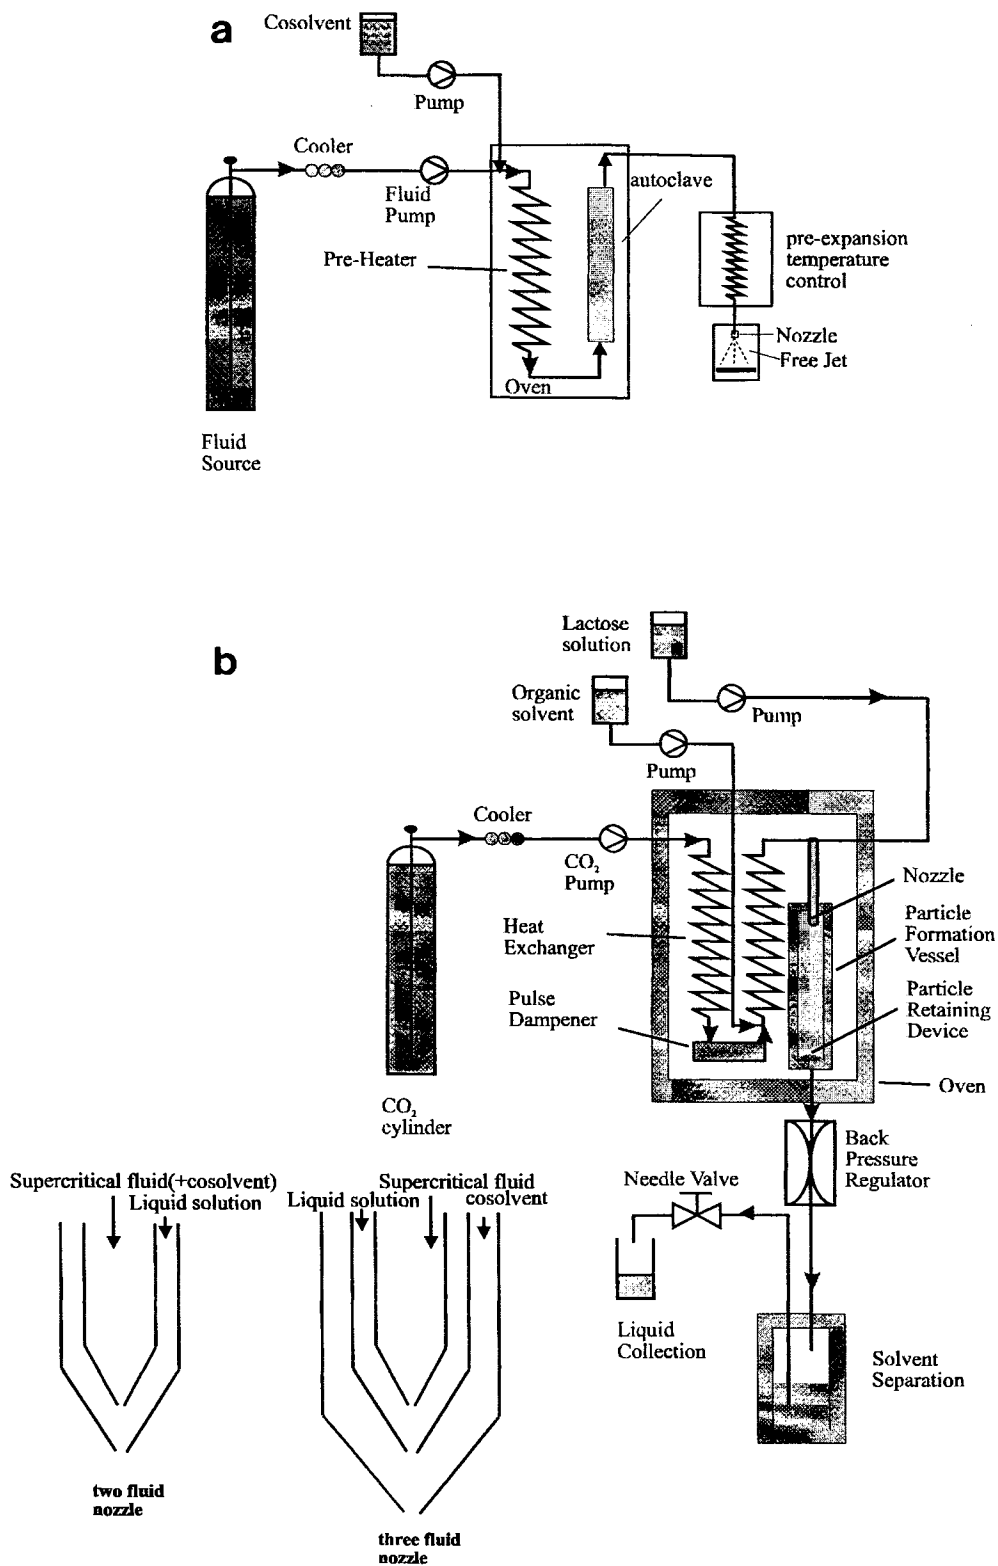 a
Cosolvent
Pump
Cooler
Fluid
Pump
autoclave
Pre-Heater
pre-expansion
temperature
control
Nozzle
Free Jet
Oven
Fluid
Source
b
Lactose
solution
Organic
solvent
Pump
Pump
Cooler
CO₂
Pump
Nozzle
Heat
Exchanger
Particle
Formation
Vessel
Pulse
Dampener
Particle
Retaining
Device
Oven
CO₂
cylinder
Back
Pressure
Regulator
Needle Valve
Supercritical fluid(+cosolvent)
Liquid solution
Supercritical fluid
Liquid solution
cosolvent
Liquid
Collection
Solvent
Separation
two fluid
nozzle
three fluid
nozzle